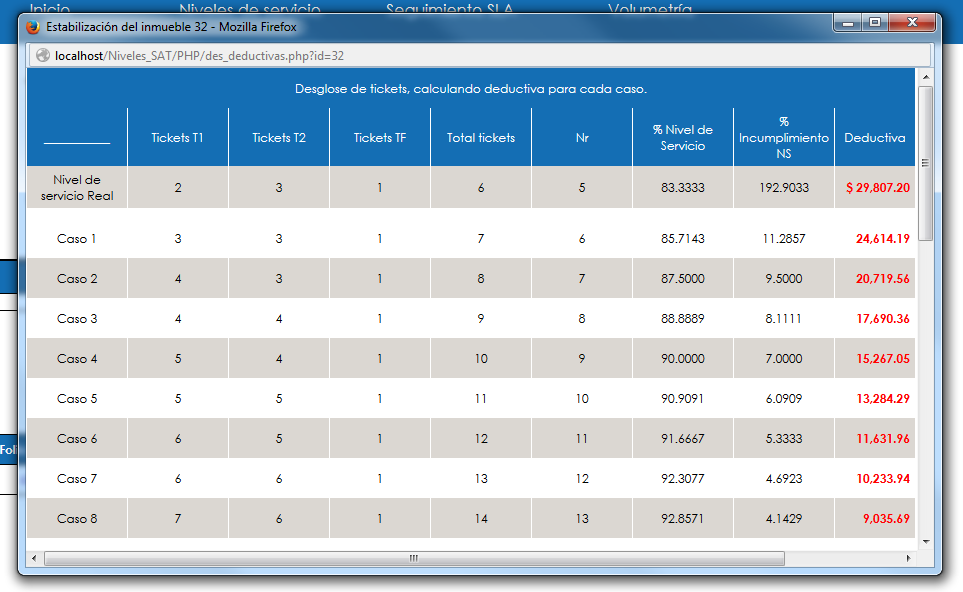 Inicio Niveles de servicio Seguimiento SLA Volumetría
Estabilización del inmueble 32 - Mozilla Firefox
localhost/Niveles_SAT/PHP/des_deductivas.php?id=32
Desglose de tickets, calculando deductiva para cada caso.
Tickets T1 Tickets T2 Tickets TF Total tickets Nr % Nivel de Servicio % Incumplimiento NS Deductiva
Nivel de servicio Real 2 3 1 6 5 83.3333 192.9033 $ 29,807.20
Caso 1 3 3 1 7 6 85.7143 11.2857 24,614.19
Caso 2 4 3 1 8 7 87.5000 9.5000 20,719.56
Caso 3 4 4 1 9 8 88.8889 8.1111 17,690.36
Caso 4 5 4 1 10 9 90.0000 7.0000 15,267.05
Caso 5 5 5 1 11 10 90.9091 6.0909 13,284.29
Caso 6 6 5 1 12 11 91.6667 5.3333 11,631.96
Caso 7 6 6 1 13 12 92.3077 4.6923 10,233.94
Caso 8 7 6 1 14 13 92.8571 4.1429 9,035.69
Foli